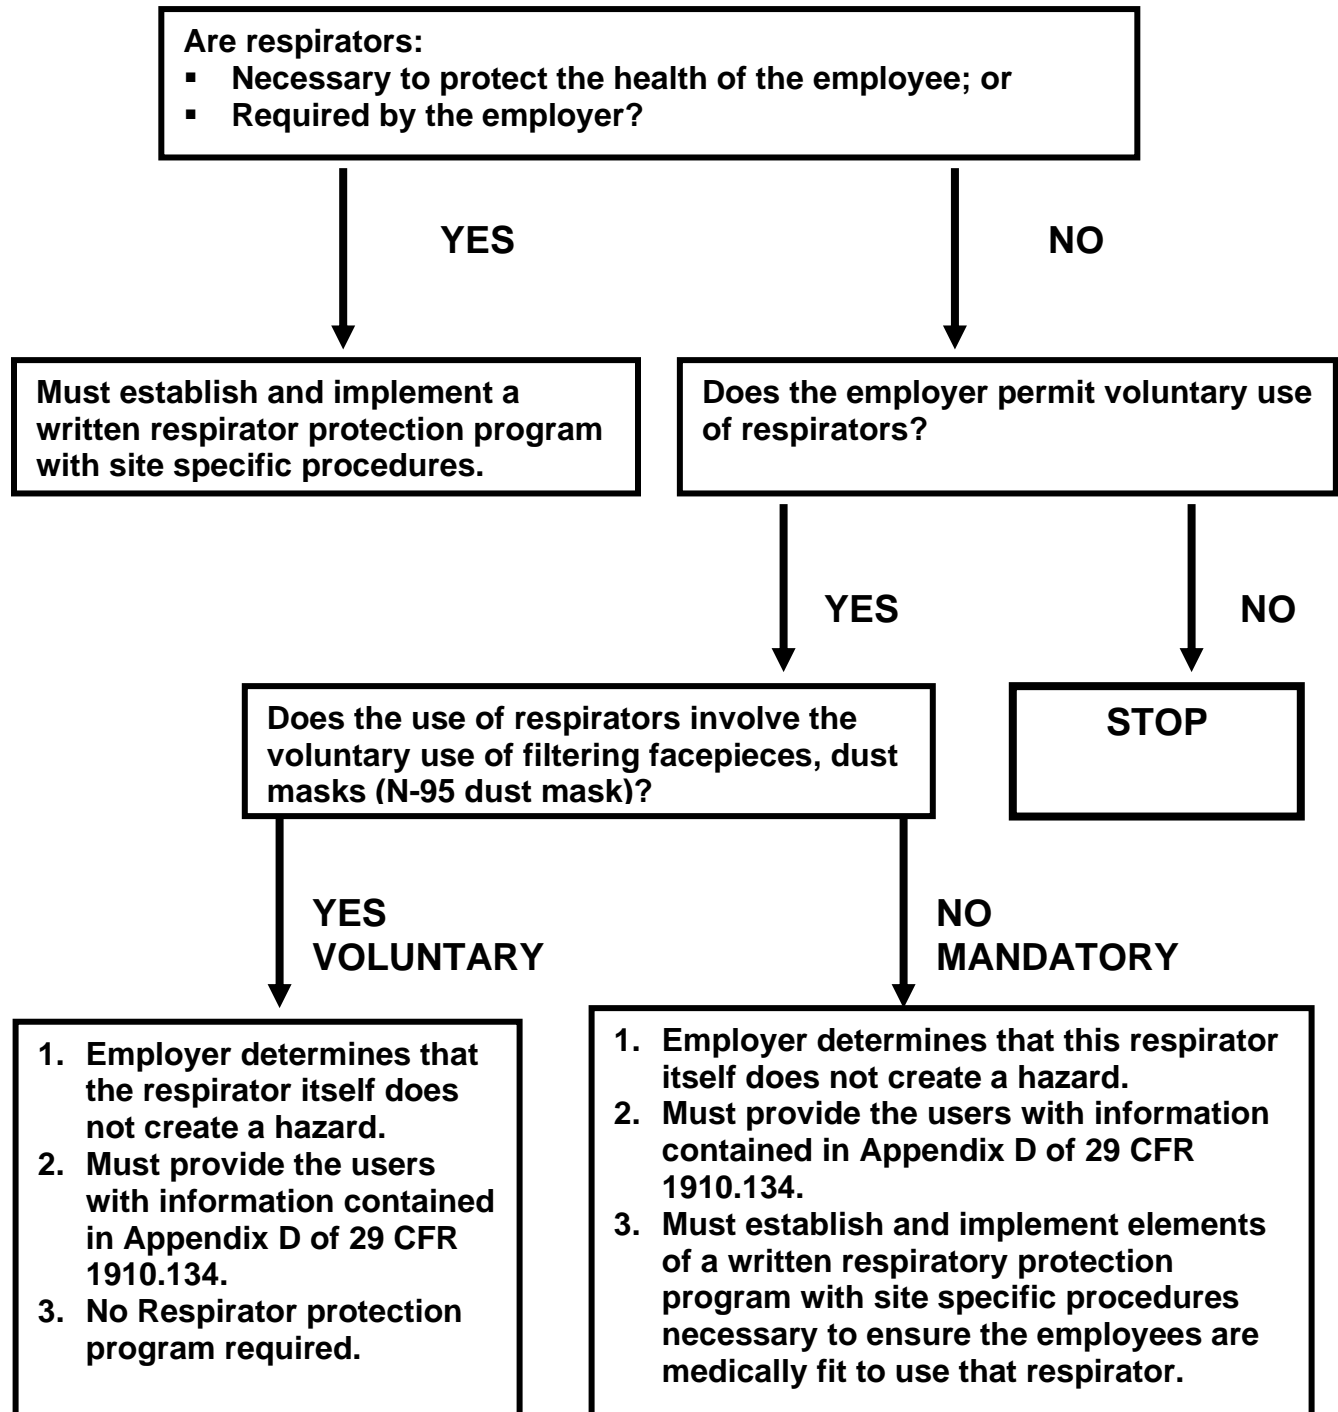 Are respirators:
▪ Necessary to protect the health of the employee; or
▪ Required by the employer?
YES
NO
Must establish and implement a
written respirator protection program
with site specific procedures.
Does the employer permit voluntary use
of respirators?
YES
NO
Does the use of respirators involve the
voluntary use of filtering facepieces, dust
masks (N-95 dust mask)?
STOP
YES
VOLUNTARY
NO
MANDATORY
1. Employer determines that
the respirator itself does
not create a hazard.
2. Must provide the users
with information contained
in Appendix D of 29 CFR
1910.134.
3. No Respirator protection
program required.
1. Employer determines that this respirator
itself does not create a hazard.
2. Must provide the users with information
contained in Appendix D of 29 CFR
1910.134.
3. Must establish and implement elements
of a written respiratory protection
program with site specific procedures
necessary to ensure the employees are
medically fit to use that respirator.